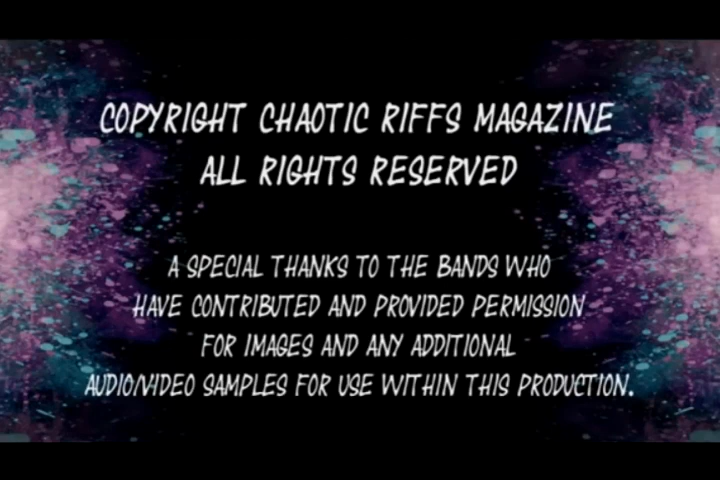 COPYRIGHT CHAOTIC RIFFS MAGAZINE
ALL RIGHTS RESERVED
A SPECIAL THANKS TO THE BANDS WHO
HAVE CONTRIBUTED AND PROVIDED PERMISSION
FOR IMAGES AND ANY ADDITIONAL
AUDIO/VIDEO SAMPLES FOR USE WITHIN THIS PRODUCTION.